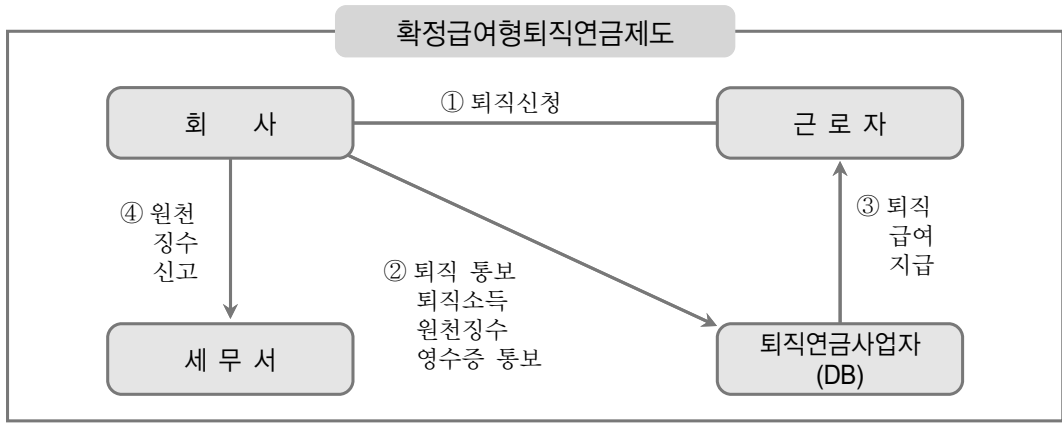 확정급여형퇴직연금제도
회 사
① 퇴직신청
근 로 자
④ 원천
징수
신고
② 퇴직 통보
퇴직소득
원천징수
영수증 통보
③ 퇴직
급여
지급
세 무 서
퇴직연금사업자
(DB)